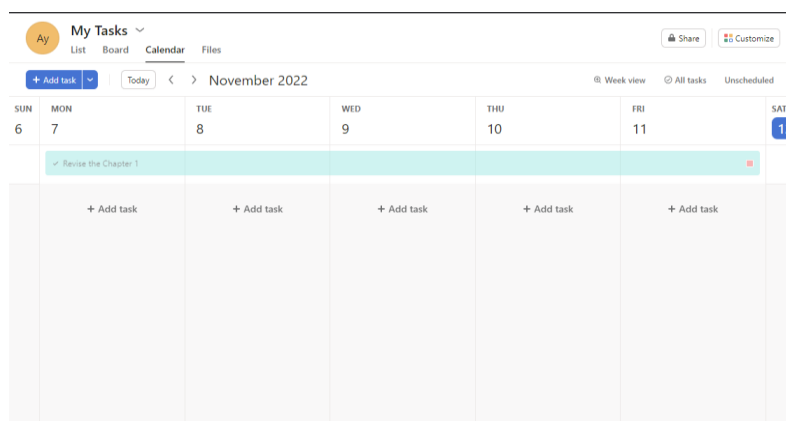 Ay
My Tasks
List Board Calendar Files
Share Customize
+ Add task Today < > November 2022 Week view All tasks Unscheduled
SUN MON TUE WED THU FRI SAT
6 7 8 9 10 11
Revise the Chapter 1
+ Add task + Add task + Add task + Add task + Add task